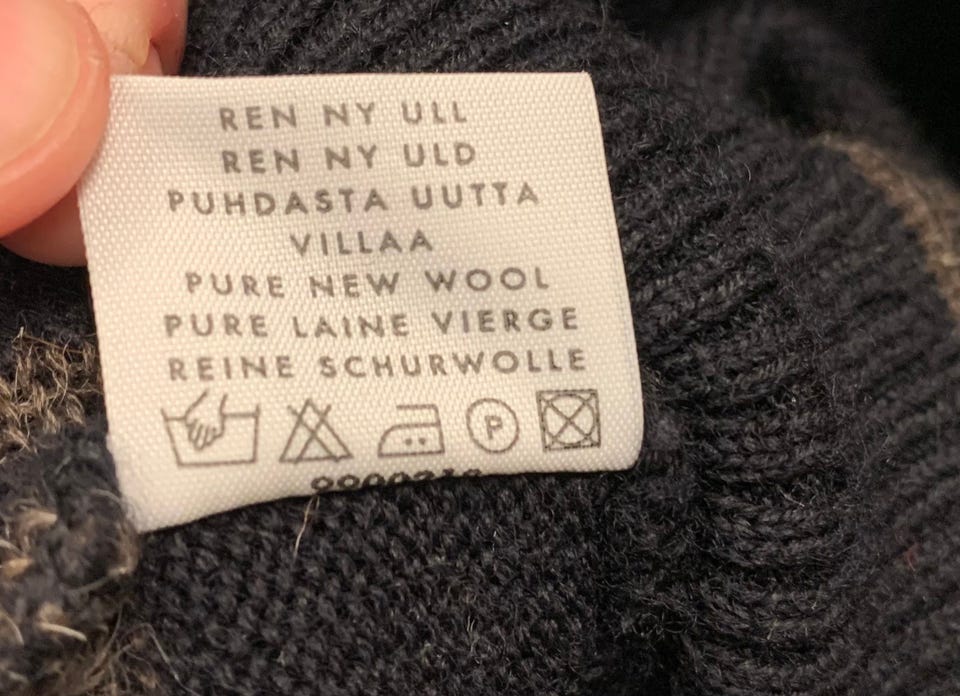 REN NY ULL
REN NY ULD
PUHDASTA UUTTA
VILLAA
PURE NEW WOOL
PURE LAINE VIERGE
REINE SCHURWOLLE
P